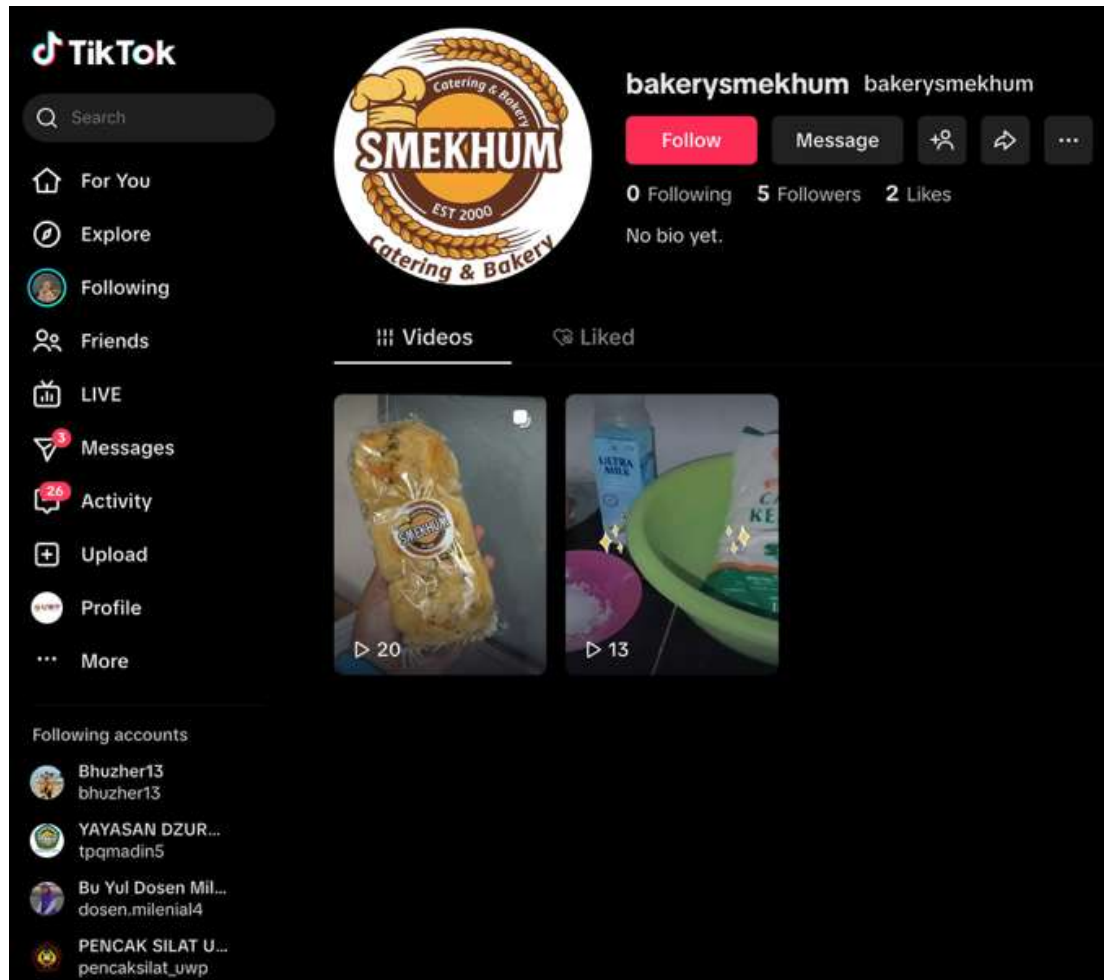 TikTok
Search
For You
Explore
Following
Friends
LIVE
3
Messages
26
Activity
Upload
Profile
More
Following accounts
Bhuzher13
bhuzher13
YAYASAN DZUR...
tpqmadin5
Bu Yul Dosen Mil...
dosen.milenial4
PENCAK SILAT U...
pencaksilat_uwp
Catering & Bakery
SMEKHUM
EST 2000
Catering & Bakery
bakerysmekhum bakerysmekhum
Follow Message
0 Following 5 Followers 2 Likes
No bio yet.
Videos Liked
SMEKHUM
20
ULTRA
MILK
13